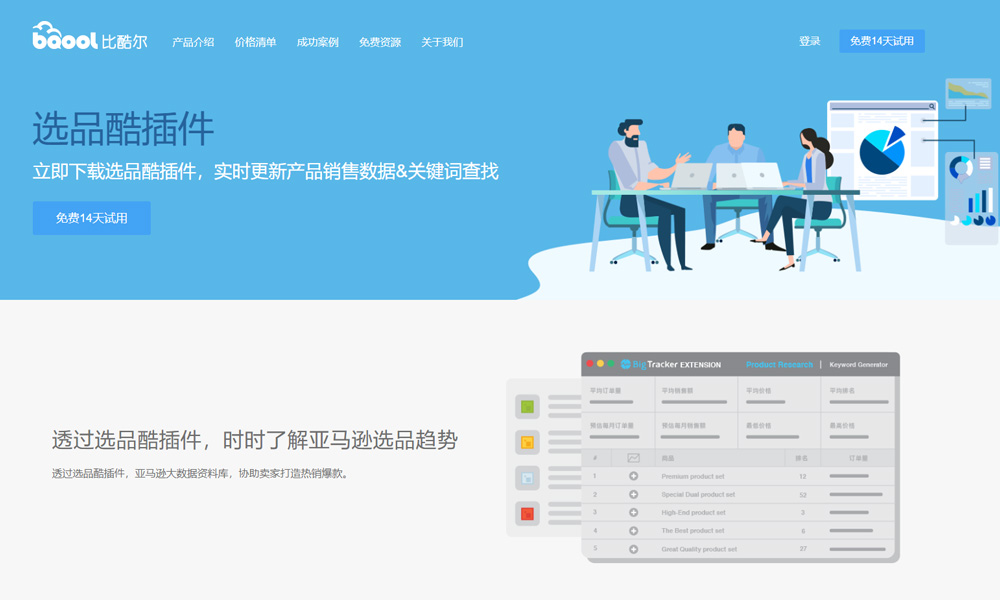 bqool 比酷尔
产品介绍 价格清单 成功案例 免费资源 关于我们
登录 免费14天试用
选品酷插件
立即下载选品酷插件，实时更新产品销售数据&关键词查找
免费14天试用
BigTracker EXTENSION Product Research | Keyword Generator
平均订单量 平均销售额 平均价格 平均排名
预估每月订单量 预估每月销售额 最低价格 最高价格
# 商品 排名 订单量
1 Premium product set 13
2 Special Dual product set 52
3 High-End product set 3
4 The Best product set 6
5 Great Quality product set 27
透过选品酷插件，时时了解亚马逊选品趋势
透过选品酷插件，亚马逊大数据资料库，协助卖家打造热销爆款。